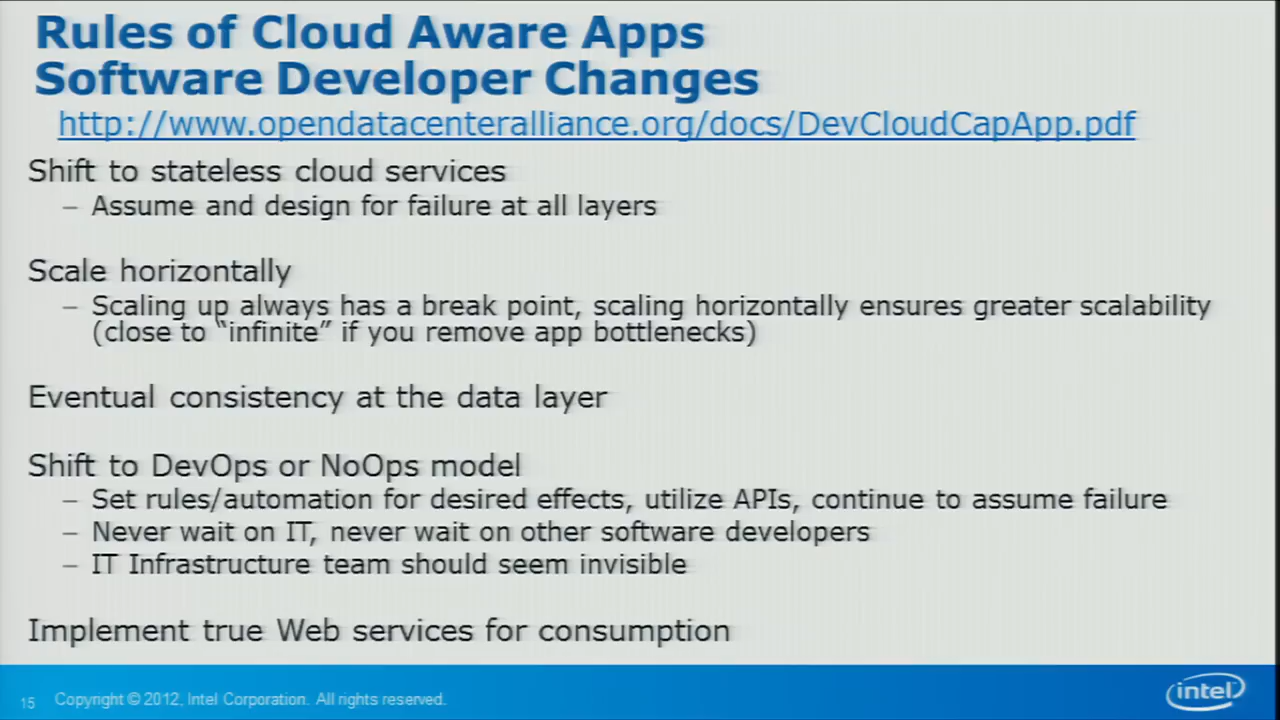 Rules of Cloud Aware Apps
Software Developer Changes
http://www.opendatacenteralliance.org/docs/DevCloudCapApp.pdf
Shift to stateless cloud services
– Assume and design for failure at all layers
Scale horizontally
– Scaling up always has a break point, scaling horizontally ensures greater scalability
(close to “infinite” if you remove app bottlenecks)
Eventual consistency at the data layer
Shift to DevOps or NoOps model
– Set rules/automation for desired effects, utilize APIs, continue to assume failure
– Never wait on IT, never wait on other software developers
– IT Infrastructure team should seem invisible
Implement true Web services for consumption
15 Copyright © 2012, Intel Corporation. All rights reserved.
intel